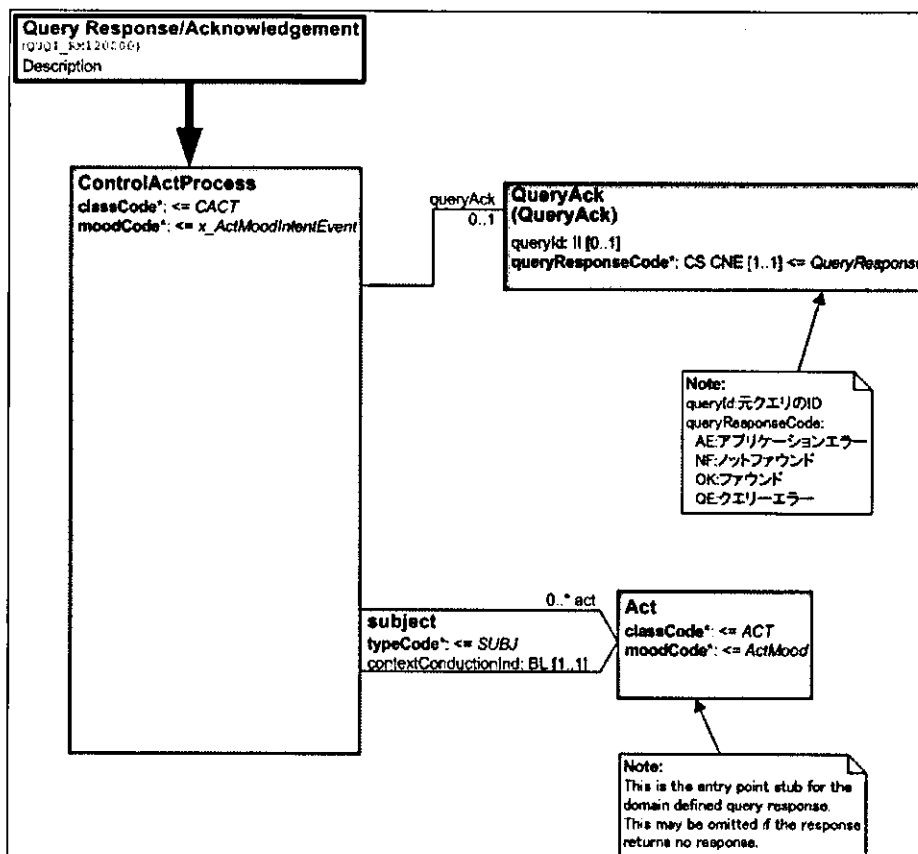 Query Response/Acknowledgement
Description
ControlActProcess
classCode*: <= CACT
moodCode*: <= x_ActMoodIntentEvent
queryAck
0..1
QueryAck
(QueryAck)
queryId: II [0..1]
queryResponseCode*: CS CNE [1..1] <= QueryResponse
Note:
queryId:元クエリのID
queryResponseCode:
AE:アプリケーションエラー
NF:ノットファウンド
OK:ファウンド
QE:クエリーエラー
0..* act
subject
typeCode*: <= SUBJ
contextConductionInd: BL [1..1]
Act
classCode*: <= ACT
moodCode*: <= ActMood
Note:
This is the entry point stub for the
domain defined query response.
This may be omitted if the response
returns no response.